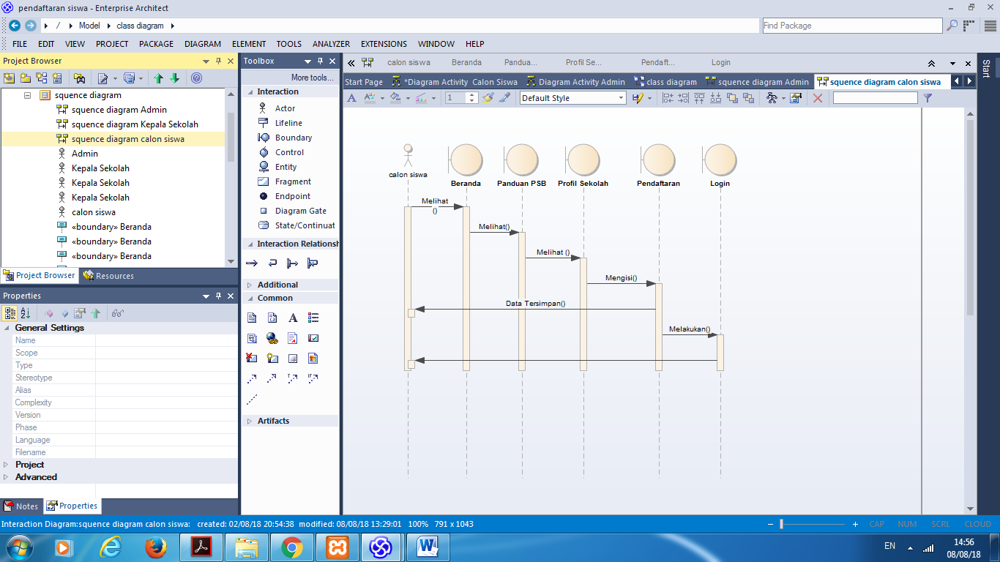 pendaftaran siswa - Enterprise Architect
/ Model class diagram
Find Package
FILE EDIT VIEW PROJECT PACKAGE DIAGRAM ELEMENT TOOLS ANALYZER EXTENSIONS WINDOW HELP
Project Browser
squence diagram
squence diagram Admin
squence diagram Kepala Sekolah
squence diagram calon siswa
Admin
Kepala Sekolah
Kepala Sekolah
Kepala Sekolah
calon siswa
«boundary» Beranda
«boundary» Beranda
«boundary» Beranda
Project Browser Resources
Properties
General Settings
Name
Scope
Type
Stereotype
Alias
Complexity
Version
Phase
Language
Filename
Project
Advanced
Notes Properties
Toolbox
More tools...
Interaction
Actor
Lifeline
Boundary
Control
Entity
Fragment
Endpoint
Diagram Gate
State/Continuat
Interaction Relationsh
Additional
Common
Artifacts
calon siswa Beranda Pandua... Profil Se... Pendaft... Login
Start Page *Diagram Activity Calon Siswa Diagram Activity Admin class diagram squence diagram Admin squence diagram calon siswa
1 Default Style
calon siswa
Beranda Panduan PSB Profil Sekolah Pendaftaran Login
Melihat
()
Melihat()
Melihat ()
Mengisi()
Data Tersimpan()
Melakukan()
Start
Interaction Diagram:squence diagram calon siswa: created: 02/08/18 20:54:38 modified: 08/08/18 13:29:01 100% 791 x 1043
CAP NUM SCRL CLOUD
EN
14:56
08/08/18